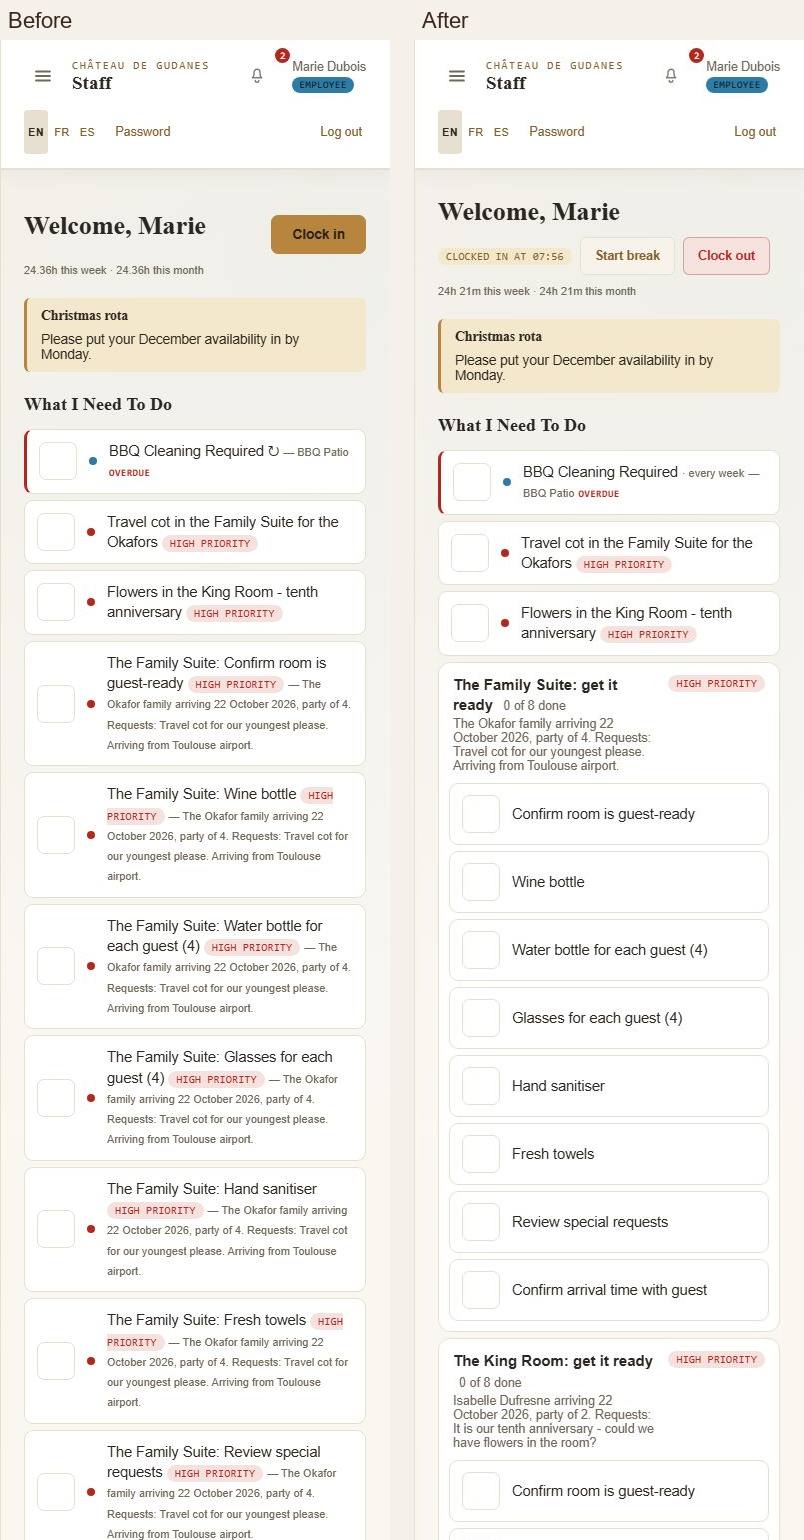 Before
CHÂTEAU DE GUDANES
Staff
2
Marie Dubois
EMPLOYEE
EN FR ES Password Log out
Welcome, Marie
Clock in
24.36h this week · 24.36h this month
Christmas rota
Please put your December availability in by
Monday.
What I Need To Do
BBQ Cleaning Required ↻ — BBQ Patio
OVERDUE
Travel cot in the Family Suite for the
Okafors HIGH PRIORITY
Flowers in the King Room - tenth
anniversary HIGH PRIORITY
The Family Suite: Confirm room is
guest-ready HIGH PRIORITY — The
Okafor family arriving 22 October 2026, party of 4.
Requests: Travel cot for our youngest please.
Arriving from Toulouse airport.
The Family Suite: Wine bottle HIGH
PRIORITY — The Okafor family arriving 22
October 2026, party of 4. Requests: Travel cot for
our youngest please. Arriving from Toulouse
airport.
The Family Suite: Water bottle for
each guest (4) HIGH PRIORITY — The
Okafor family arriving 22 October 2026, party of 4.
Requests: Travel cot for our youngest please.
Arriving from Toulouse airport.
The Family Suite: Glasses for each
guest (4) HIGH PRIORITY — The Okafor
family arriving 22 October 2026, party of 4.
Requests: Travel cot for our youngest please.
Arriving from Toulouse airport.
The Family Suite: Hand sanitiser
HIGH PRIORITY — The Okafor family arriving
22 October 2026, party of 4. Requests: Travel cot
for our youngest please. Arriving from Toulouse
airport.
The Family Suite: Fresh towels HIGH
PRIORITY — The Okafor family arriving 22
October 2026, party of 4. Requests: Travel cot for
our youngest please. Arriving from Toulouse
airport.
The Family Suite: Review special
requests HIGH PRIORITY — The Okafor
family arriving 22 October 2026, party of 4.
Requests: Travel cot for our youngest please.
Arriving from Toulouse airport.
After
CHÂTEAU DE GUDANES
Staff
2
Marie Dubois
EMPLOYEE
EN FR ES Password Log out
Welcome, Marie
CLOCKED IN AT 07:56 Start break Clock out
24h 21m this week · 24h 21m this month
Christmas rota
Please put your December availability in by
Monday.
What I Need To Do
BBQ Cleaning Required · every week —
BBQ Patio OVERDUE
Travel cot in the Family Suite for the
Okafors HIGH PRIORITY
Flowers in the King Room - tenth
anniversary HIGH PRIORITY
The Family Suite: get it HIGH PRIORITY
ready 0 of 8 done
The Okafor family arriving 22
October 2026, party of 4. Requests:
Travel cot for our youngest please.
Arriving from Toulouse airport.
Confirm room is guest-ready
Wine bottle
Water bottle for each guest (4)
Glasses for each guest (4)
Hand sanitiser
Fresh towels
Review special requests
Confirm arrival time with guest
The King Room: get it ready HIGH PRIORITY
0 of 8 done
Isabelle Dufresne arriving 22
October 2026, party of 2. Requests:
It is our tenth anniversary - could we
have flowers in the room?
Confirm room is guest-ready